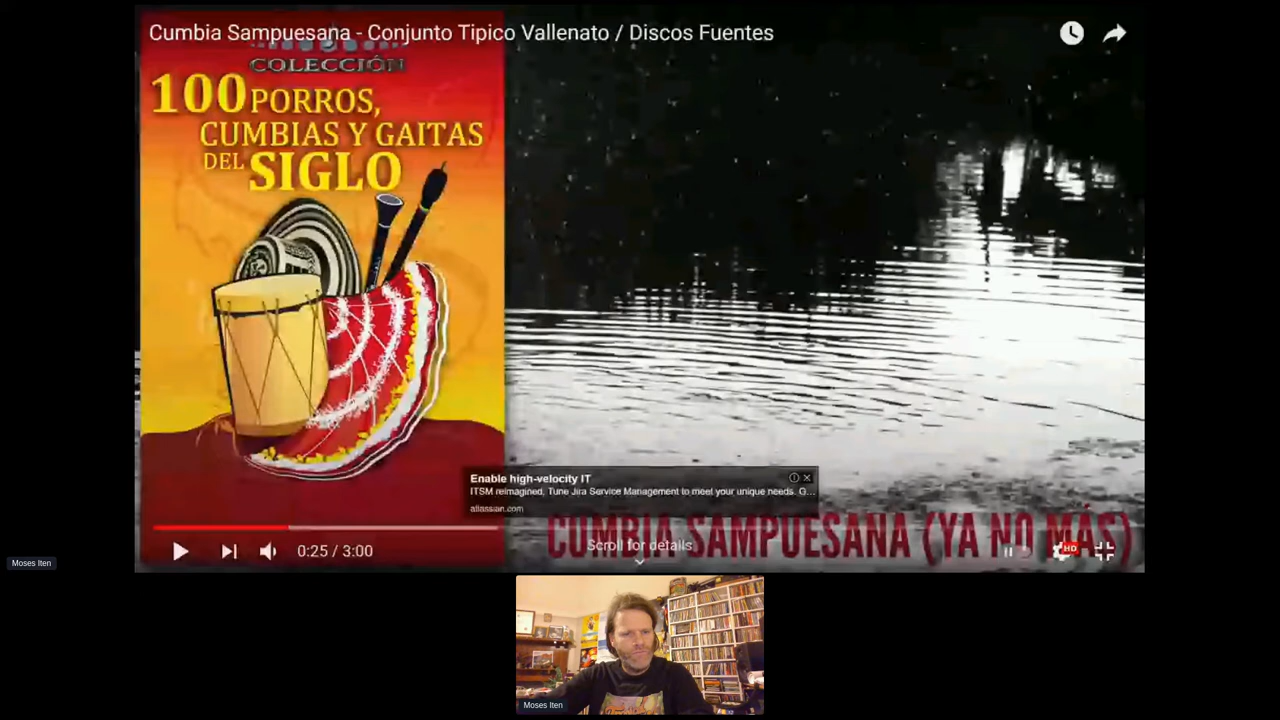 Cumbia Sampuesana - Conjunto Tipico Vallenato / Discos Fuentes
COLECCIÓN
100 PORROS,
CUMBIAS Y GAITAS
DEL SIGLO
Enable high-velocity IT
ITSM reimagined. Tune Jira Service Management to meet your unique needs. G...
atlassian.com
CUMBIA SAMPUESANA (YA NO MÁS)
Scroll for details
0:25 / 3:00
HD
Moses Iten
Moses Iten